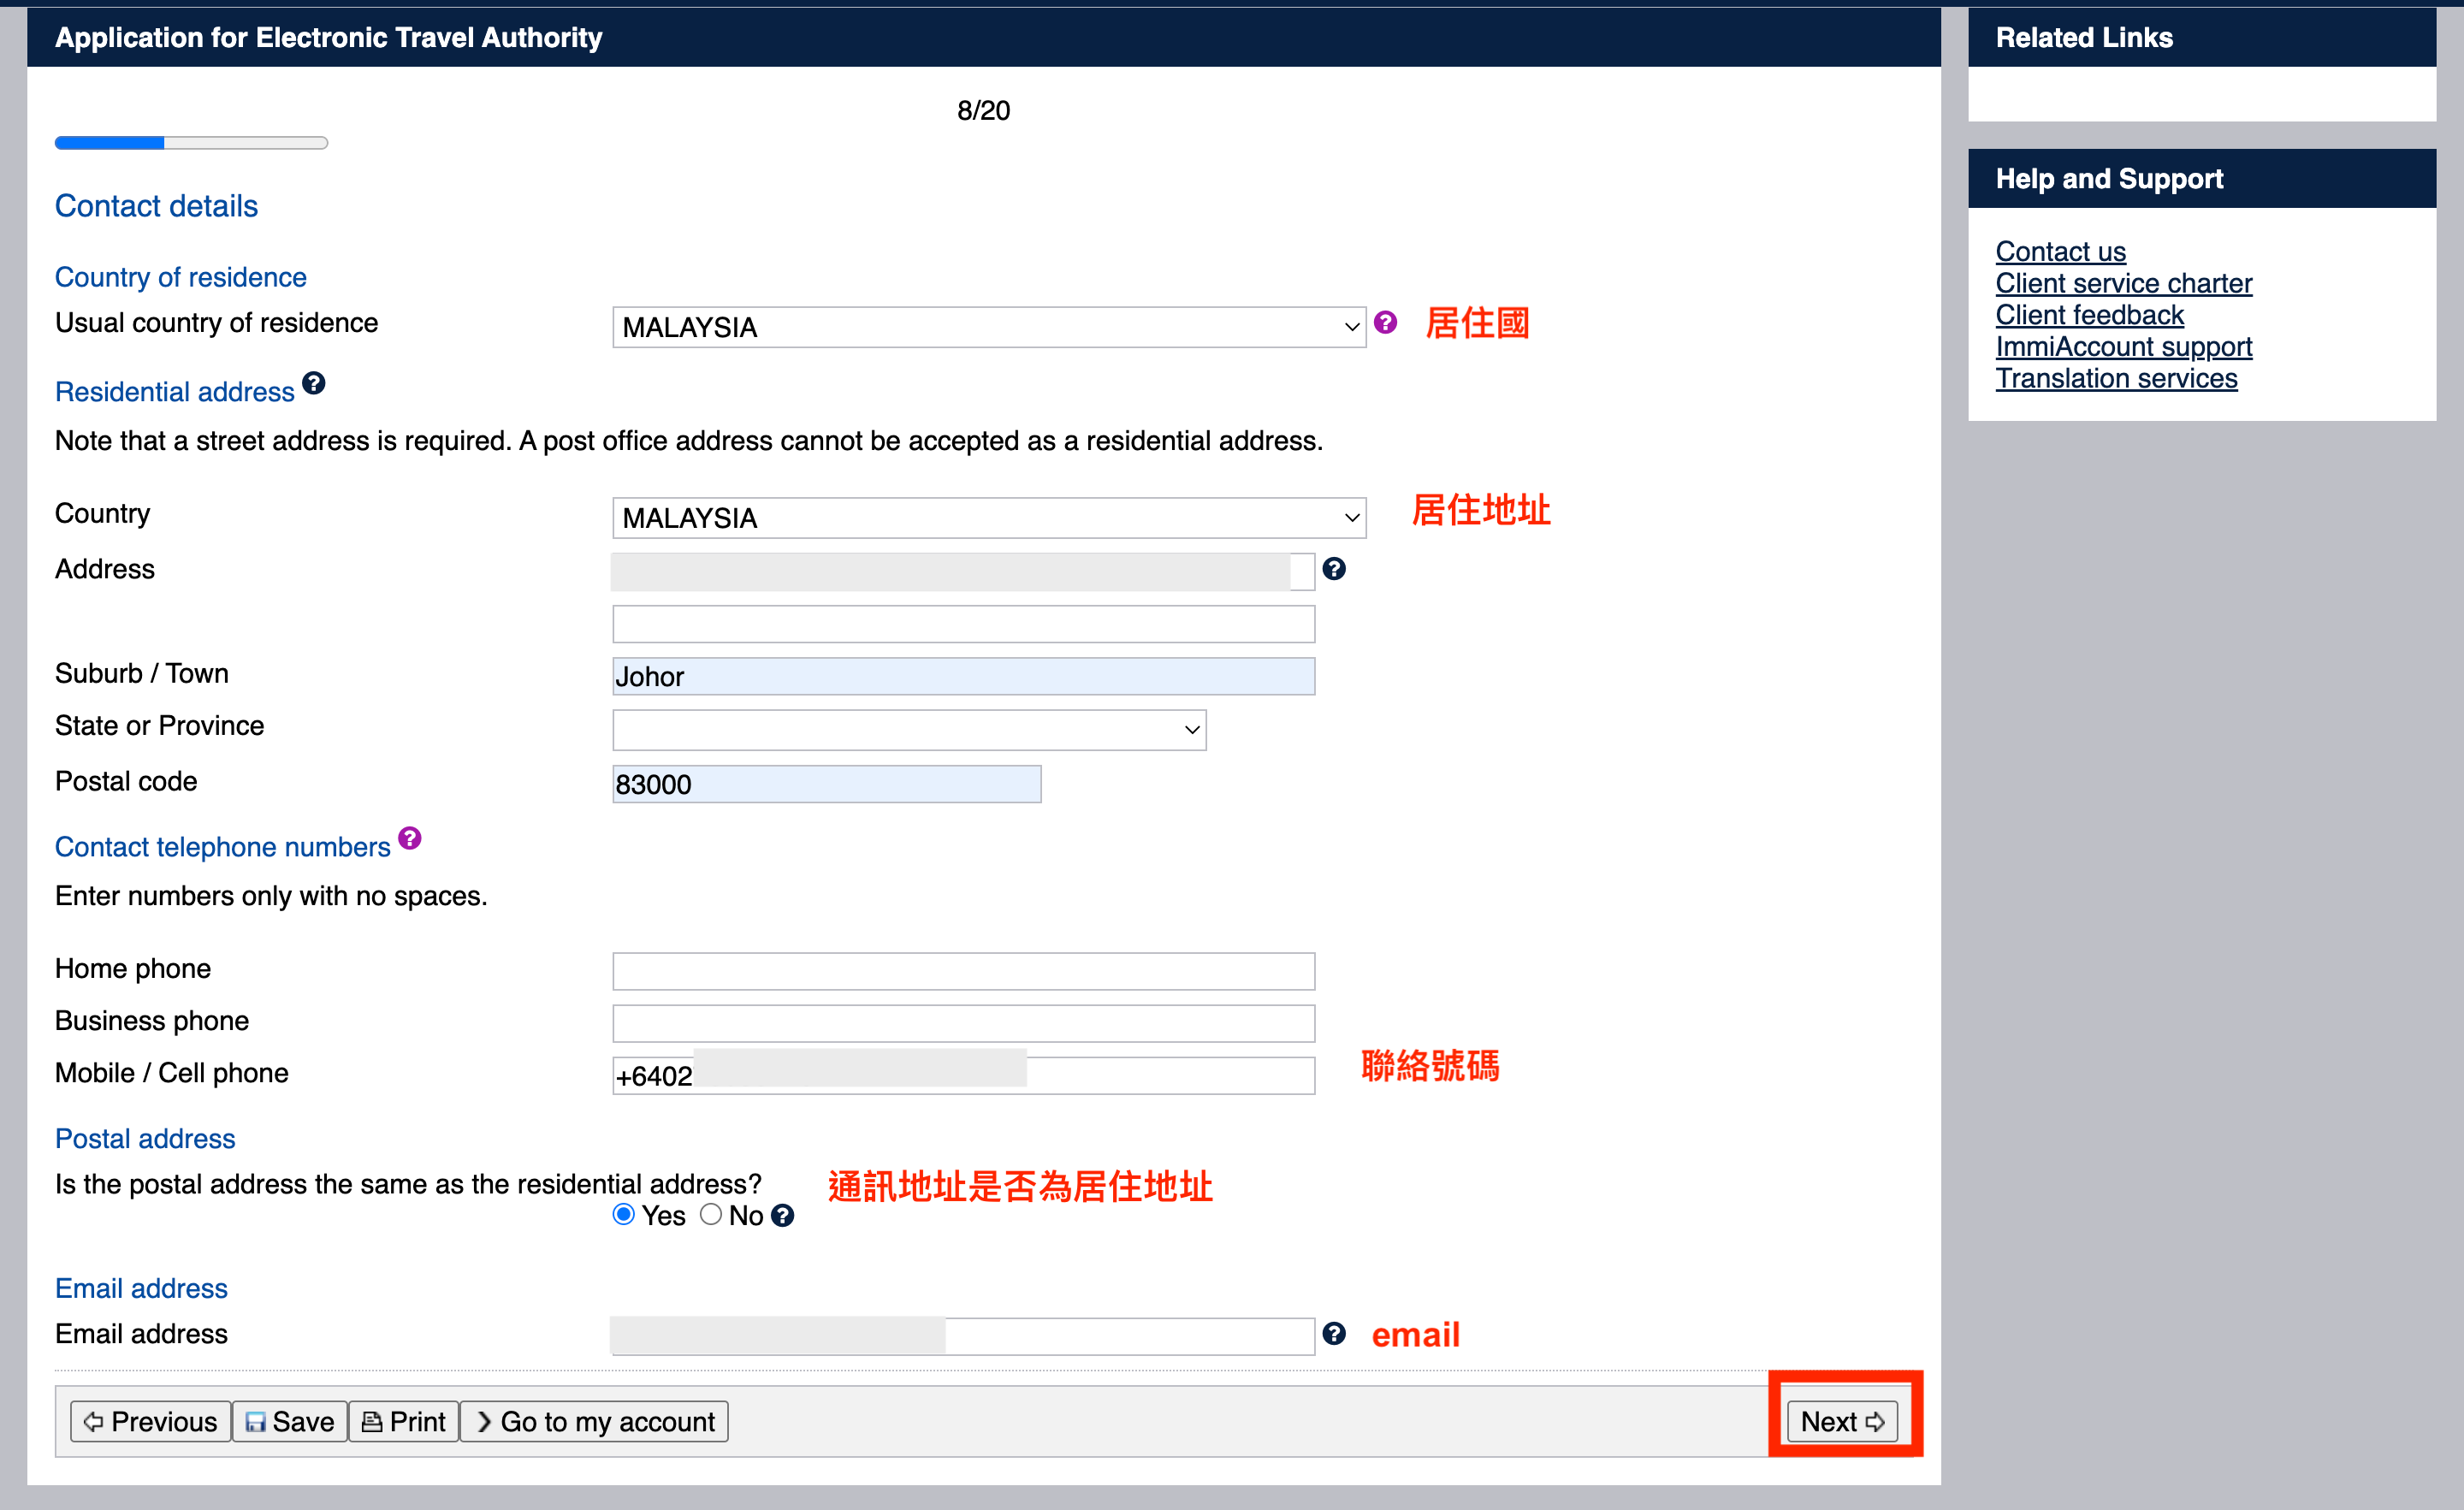 Application for Electronic Travel Authority
8/20
Contact details
Country of residence
Usual country of residence MALAYSIA 居住國
Residential address
Note that a street address is required. A post office address cannot be accepted as a residential address.
Country MALAYSIA 居住地址
Address
Suburb / Town Johor
State or Province
Postal code 83000
Contact telephone numbers
Enter numbers only with no spaces.
Home phone
Business phone
Mobile / Cell phone +6402 聯絡號碼
Postal address
Is the postal address the same as the residential address? 通訊地址是否為居住地址
Yes No
Email address
Email address email
Previous Save Print Go to my account Next
Related Links
Help and Support
Contact us
Client service charter
Client feedback
ImmiAccount support
Translation services